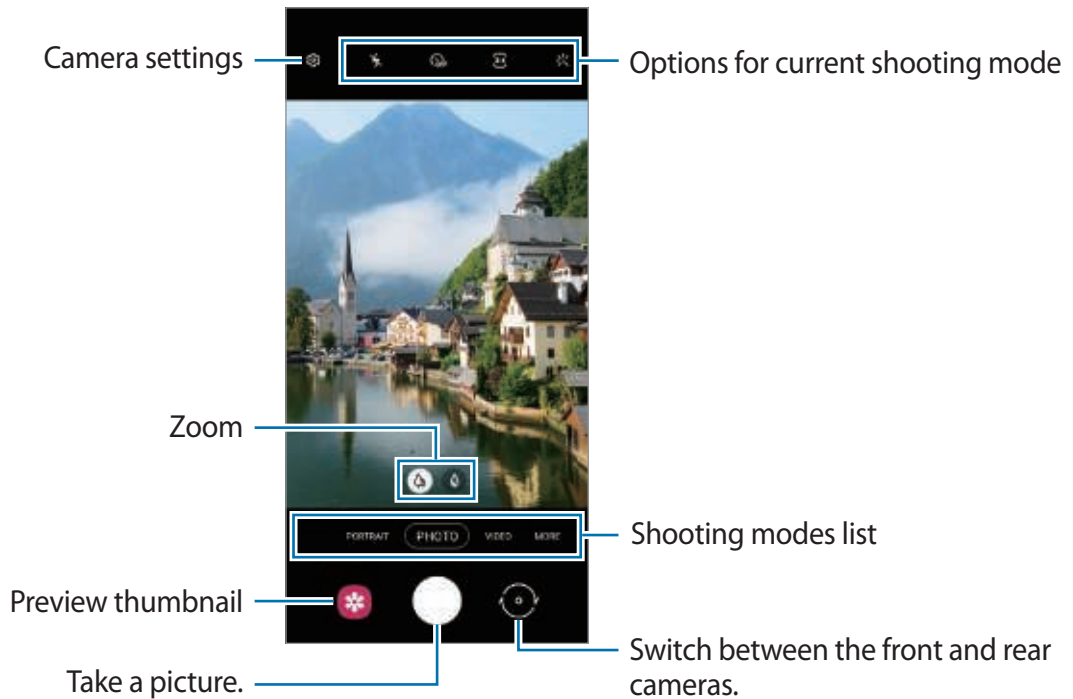 Camera settings
Options for current shooting mode
Zoom
PORTRAIT PHOTO VIDEO MORE
Shooting modes list
Preview thumbnail
Take a picture.
Switch between the front and rear
cameras.